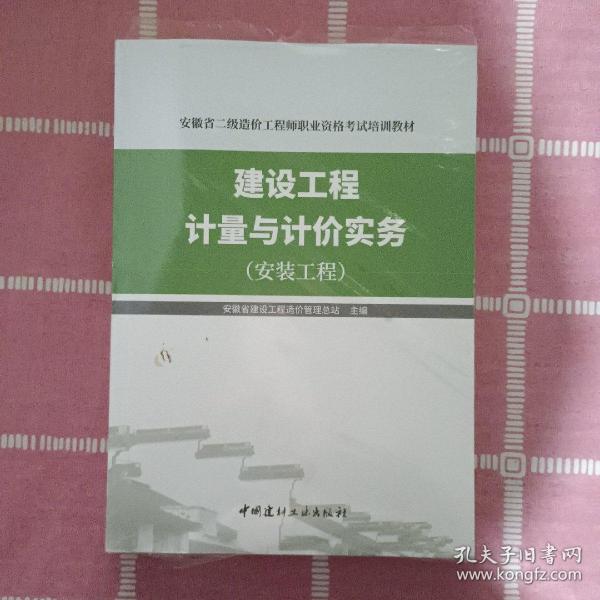 安徽省二级造价工程师职业资格考试培训教材
建设工程
计量与计价实务
（安装工程）
安徽省建设工程造价管理总站 主编
中国建材工业出版社
孔夫子旧书网
www.kongfz.com